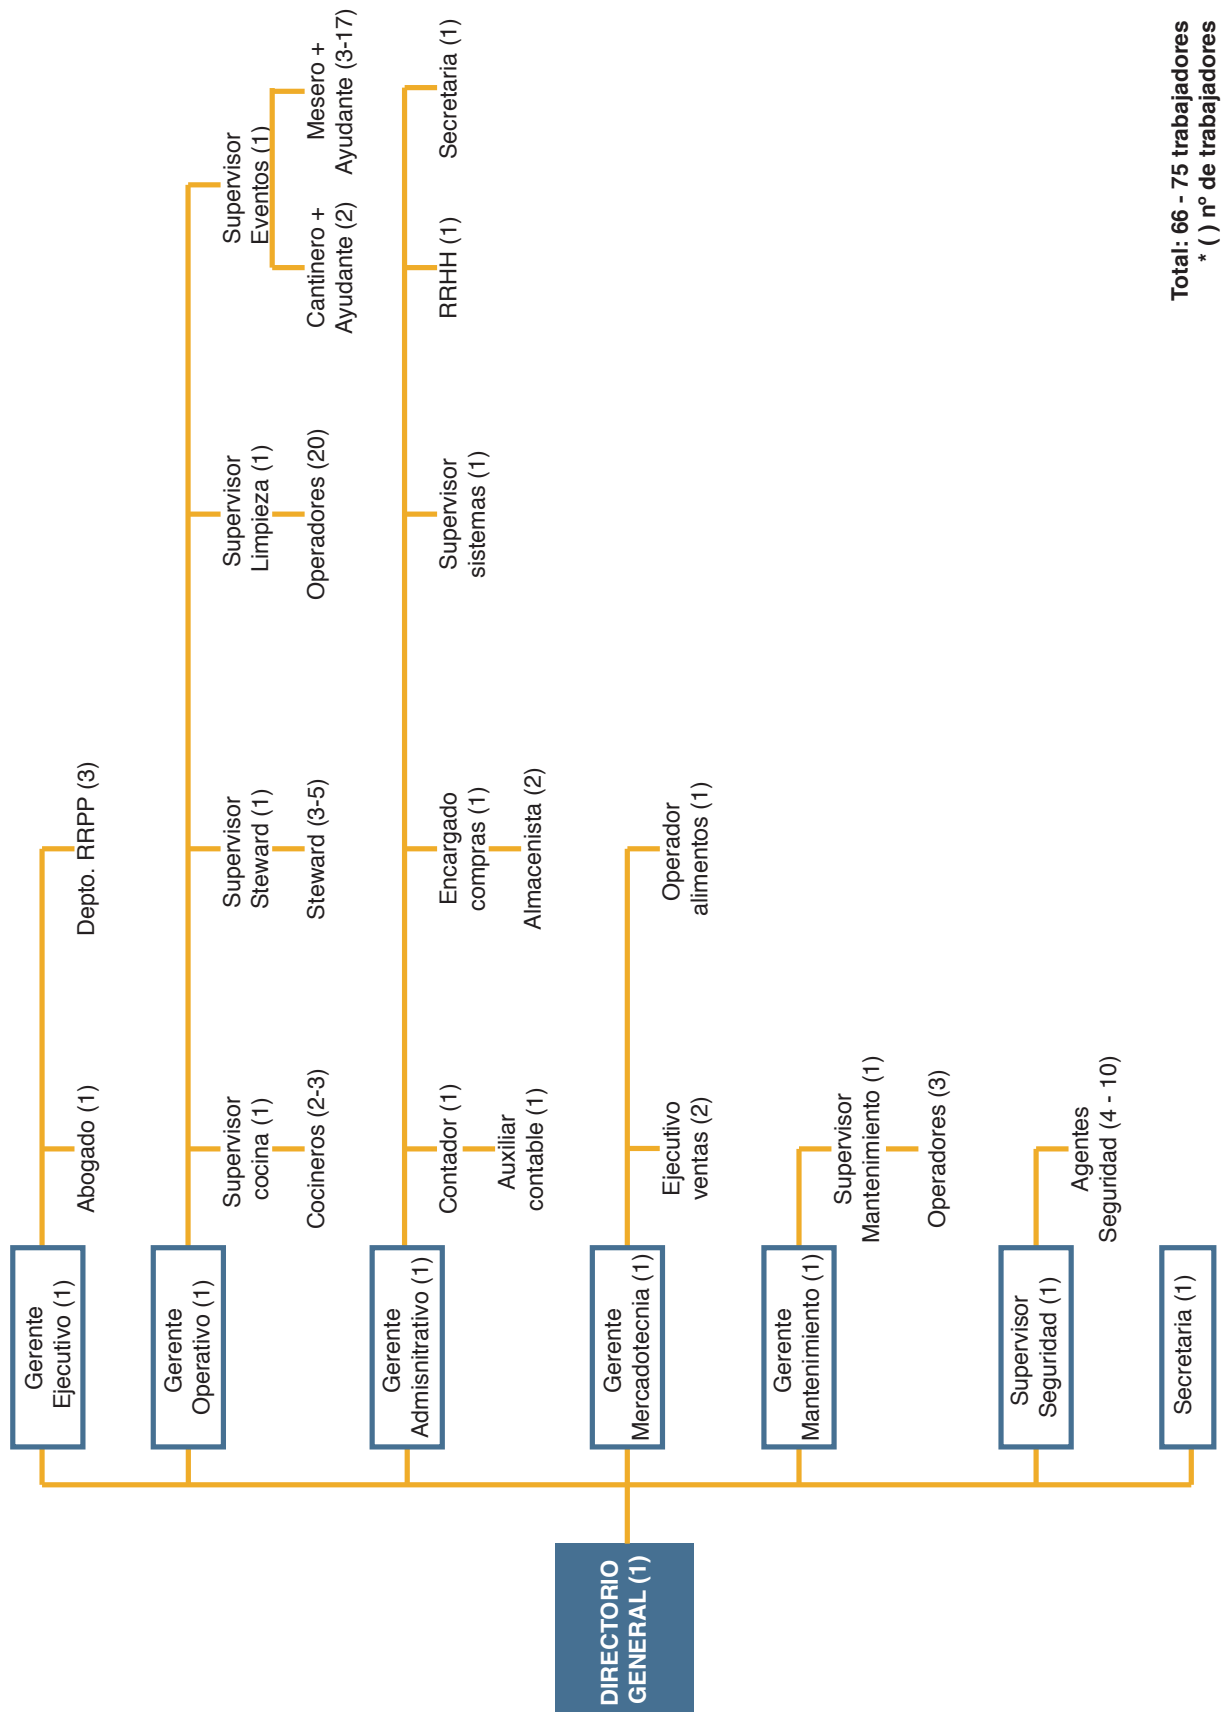 DIRECTORIO
GENERAL (1)
Gerente
Ejecutivo (1)
Abogado (1)
Depto. RRPP (3)
Gerente
Operativo (1)
Supervisor
cocina (1)
Cocineros (2-3)
Supervisor
Steward (1)
Steward (3-5)
Supervisor
Limpieza (1)
Operadores (20)
Supervisor
Eventos (1)
Cantinero +
Ayudante (2)
Mesero +
Ayudante (3-17)
Gerente
Admisnitrativo (1)
Contador (1)
Auxiliar
contable (1)
Encargado
compras (1)
Almacenista (2)
Supervisor
sistemas (1)
RRHH (1)
Secretaria (1)
Gerente
Mercadotecnia (1)
Ejecutivo
ventas (2)
Operador
alimentos (1)
Gerente
Mantenimiento (1)
Supervisor
Mantenimiento (1)
Operadores (3)
Supervisor
Seguridad (1)
Agentes
Seguridad (4 - 10)
Secretaria (1)
Total: 66 - 75 trabajadores
* ( ) nº de trabajadores